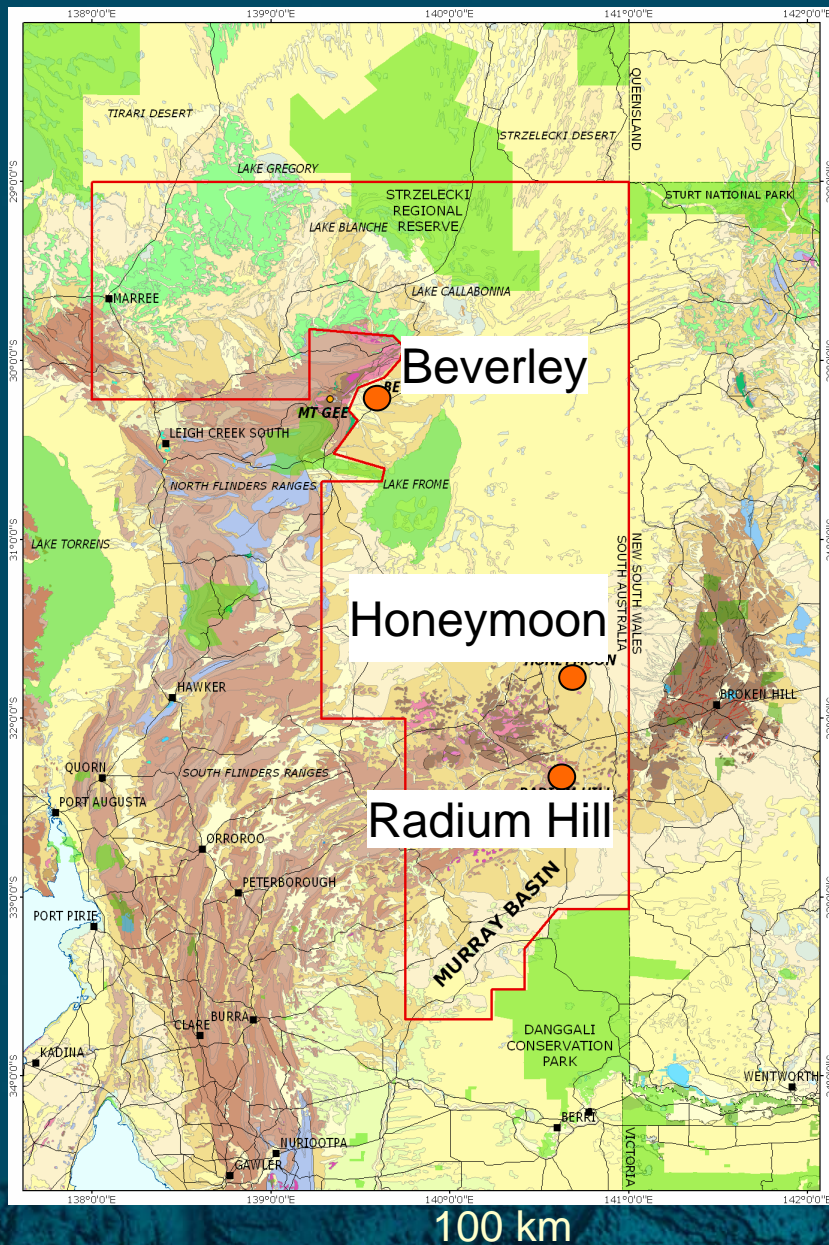 138°0'0"E 139°0'0"E 140°0'0"E 141°0'0"E 142°0'0"E
TIRARI DESERT
QUEENSLAND
STRZELECKI DESERT
LAKE GREGORY
29°0'0"S
STRZELECKI
REGIONAL
RESERVE
STURT NATIONAL PARK
LAKE BLANCHE
LAKE CALLABONNA
MARREE
30°0'0"S
Beverley
BE
MT GEE
LEIGH CREEK SOUTH
NORTH FLINDERS RANGES
LAKE FROME
31°0'0"S
LAKE TORRENS
NEW SOUTH WALES
SOUTH AUSTRALIA
Honeymoon
HONEYMOON
HAWKER
BROKEN HILL
32°0'0"S
QUORN
SOUTH FLINDERS RANGES
PORT AUGUSTA
Radium Hill
ORROROO
PETERBOROUGH
33°0'0"S
PORT PIRIE
MURRAY BASIN
BURRA
CLARE
DANGGALI
CONSERVATION
PARK
KADINA
34°0'0"S
WENTWORTH
BERRI
VICTORIA
NURIOOTPA
GAWLER
138°0'0"E 139°0'0"E 140°0'0"E 141°0'0"E 142°0'0"E
100 km